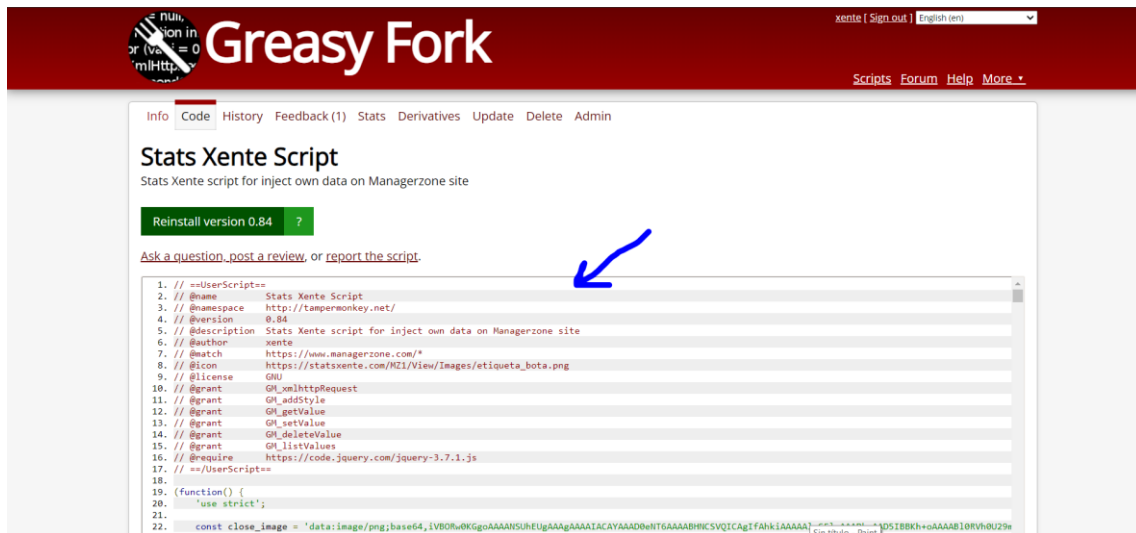 = null,
tion in
or (va i = 0
mlHttp.
Greasy Fork
xente [ Sign out ] English (en)
Scripts Forum Help More
Info Code History Feedback (1) Stats Derivatives Update Delete Admin
Stats Xente Script
Stats Xente script for inject own data on Managerzone site
Reinstall version 0.84 ?
Ask a question, post a review, or report the script.
1. // ==UserScript==
2. // @name Stats Xente Script
3. // @namespace http://tampermonkey.net/
4. // @version 0.84
5. // @description Stats Xente script for inject own data on Managerzone site
6. // @author xente
7. // @match https://www.managerzone.com/*
8. // @icon https://statsxente.com/MZ1/View/Images/etiqueta_bota.png
9. // @license GNU
10. // @grant GM_xmlhttpRequest
11. // @grant GM_addStyle
12. // @grant GM_getValue
13. // @grant GM_setValue
14. // @grant GM_deleteValue
15. // @grant GM_listValues
16. // @require https://code.jquery.com/jquery-3.7.1.js
17. // ==/UserScript==
18.
19. (function() {
20. 'use strict';
21.
22. const close_image = 'data:image/png;base64,